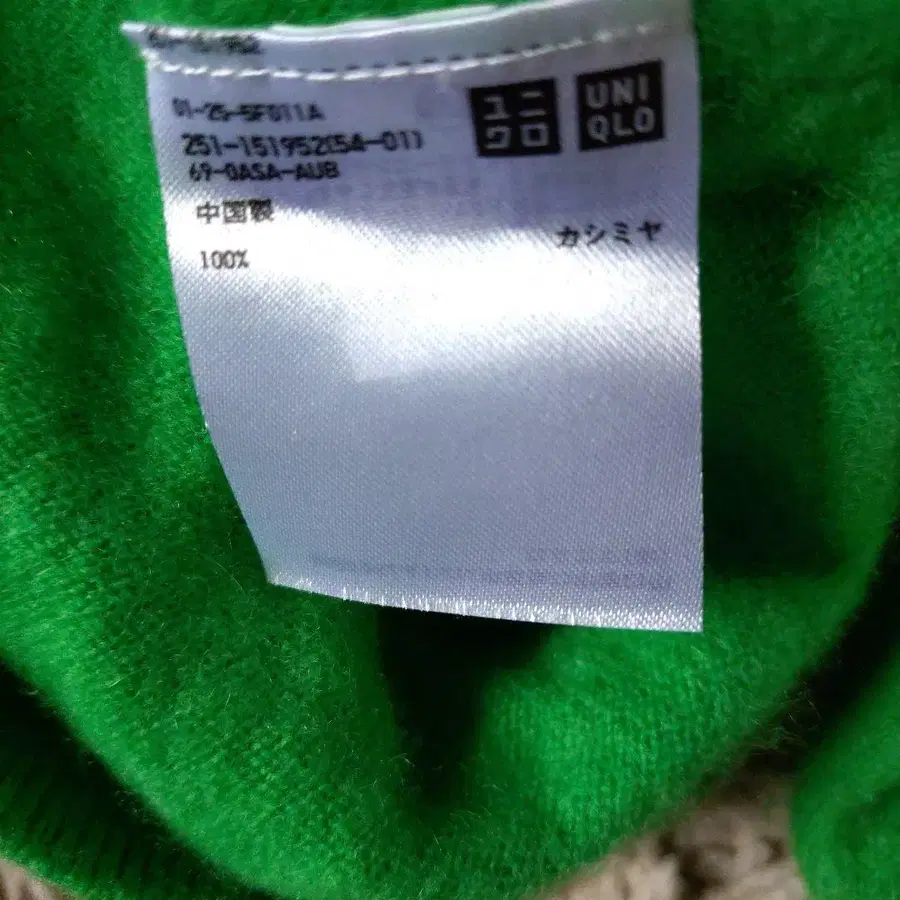 01-25-5F011A
251-151952(54-01)
69-0ASA-AUB
ユニ
クロ
UNI
QLO
中国製
カシミヤ
100%